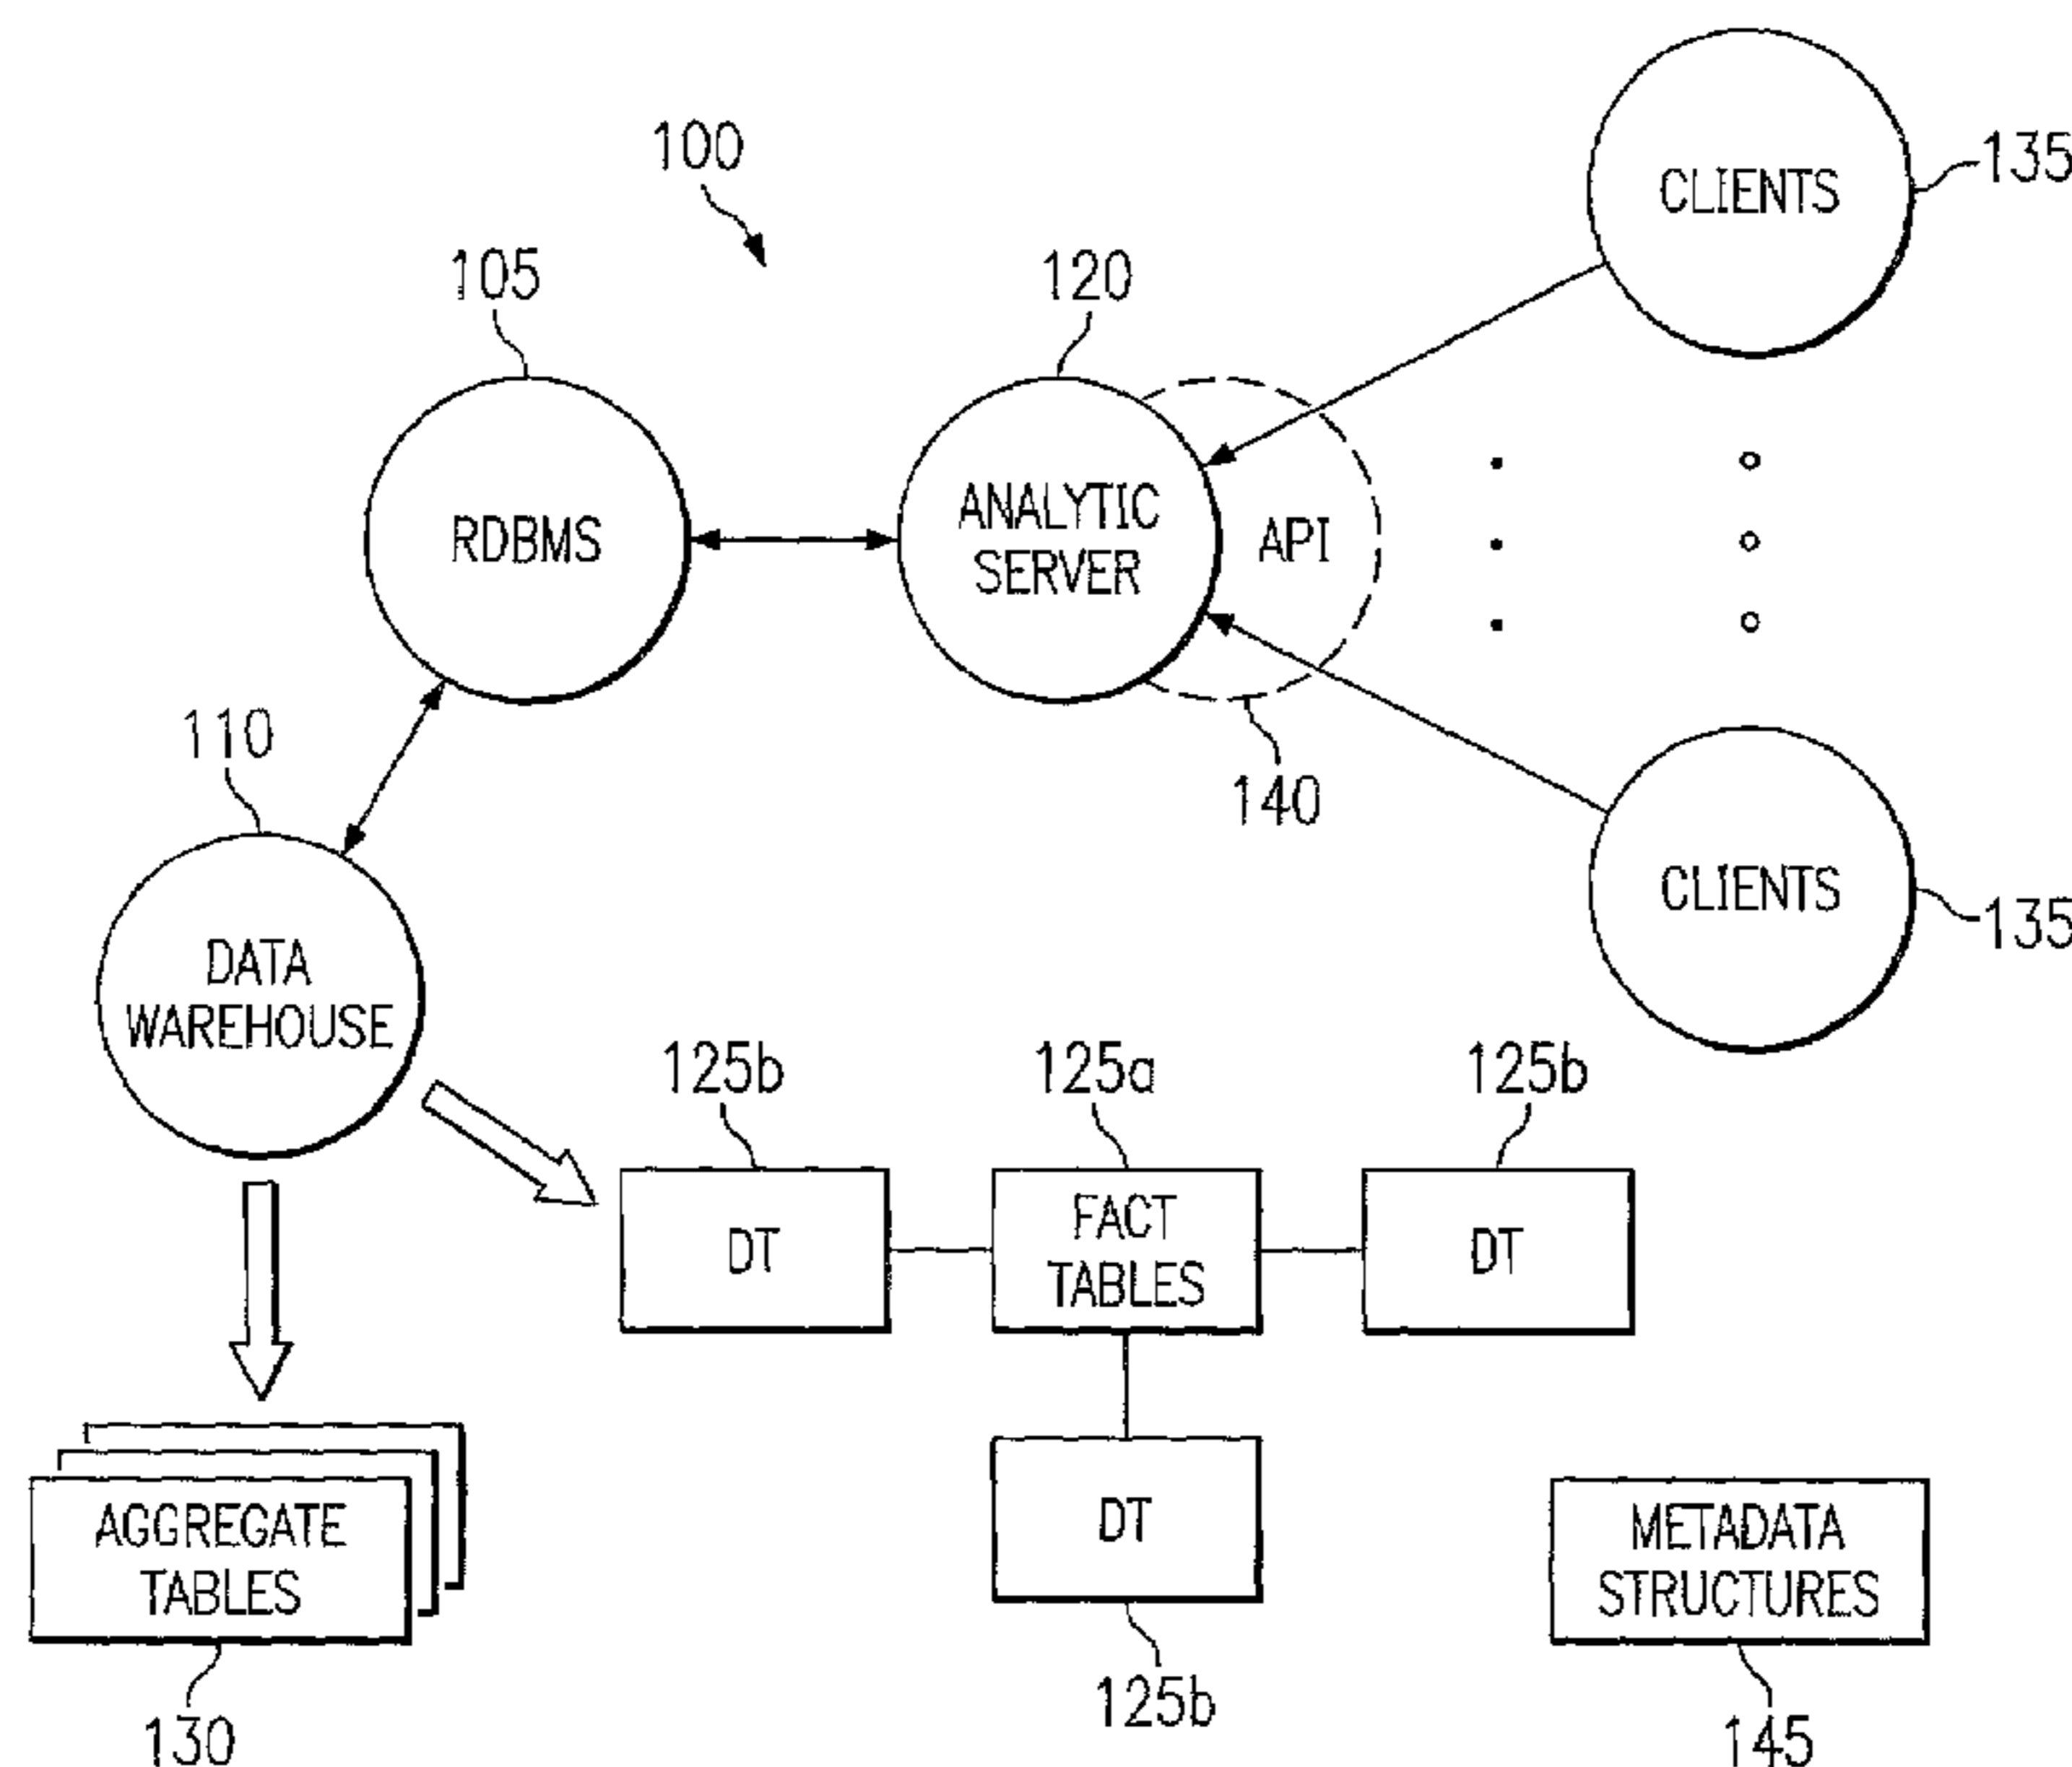 100
CLIENTS
135
105
120
RDBMS
ANALYTIC
SERVER
API
110
140
CLIENTS
135
DATA
WAREHOUSE
125b
125a
125b
DT
FACT
TABLES
DT
AGGREGATE
TABLES
DT
METADATA
STRUCTURES
130
125b
145